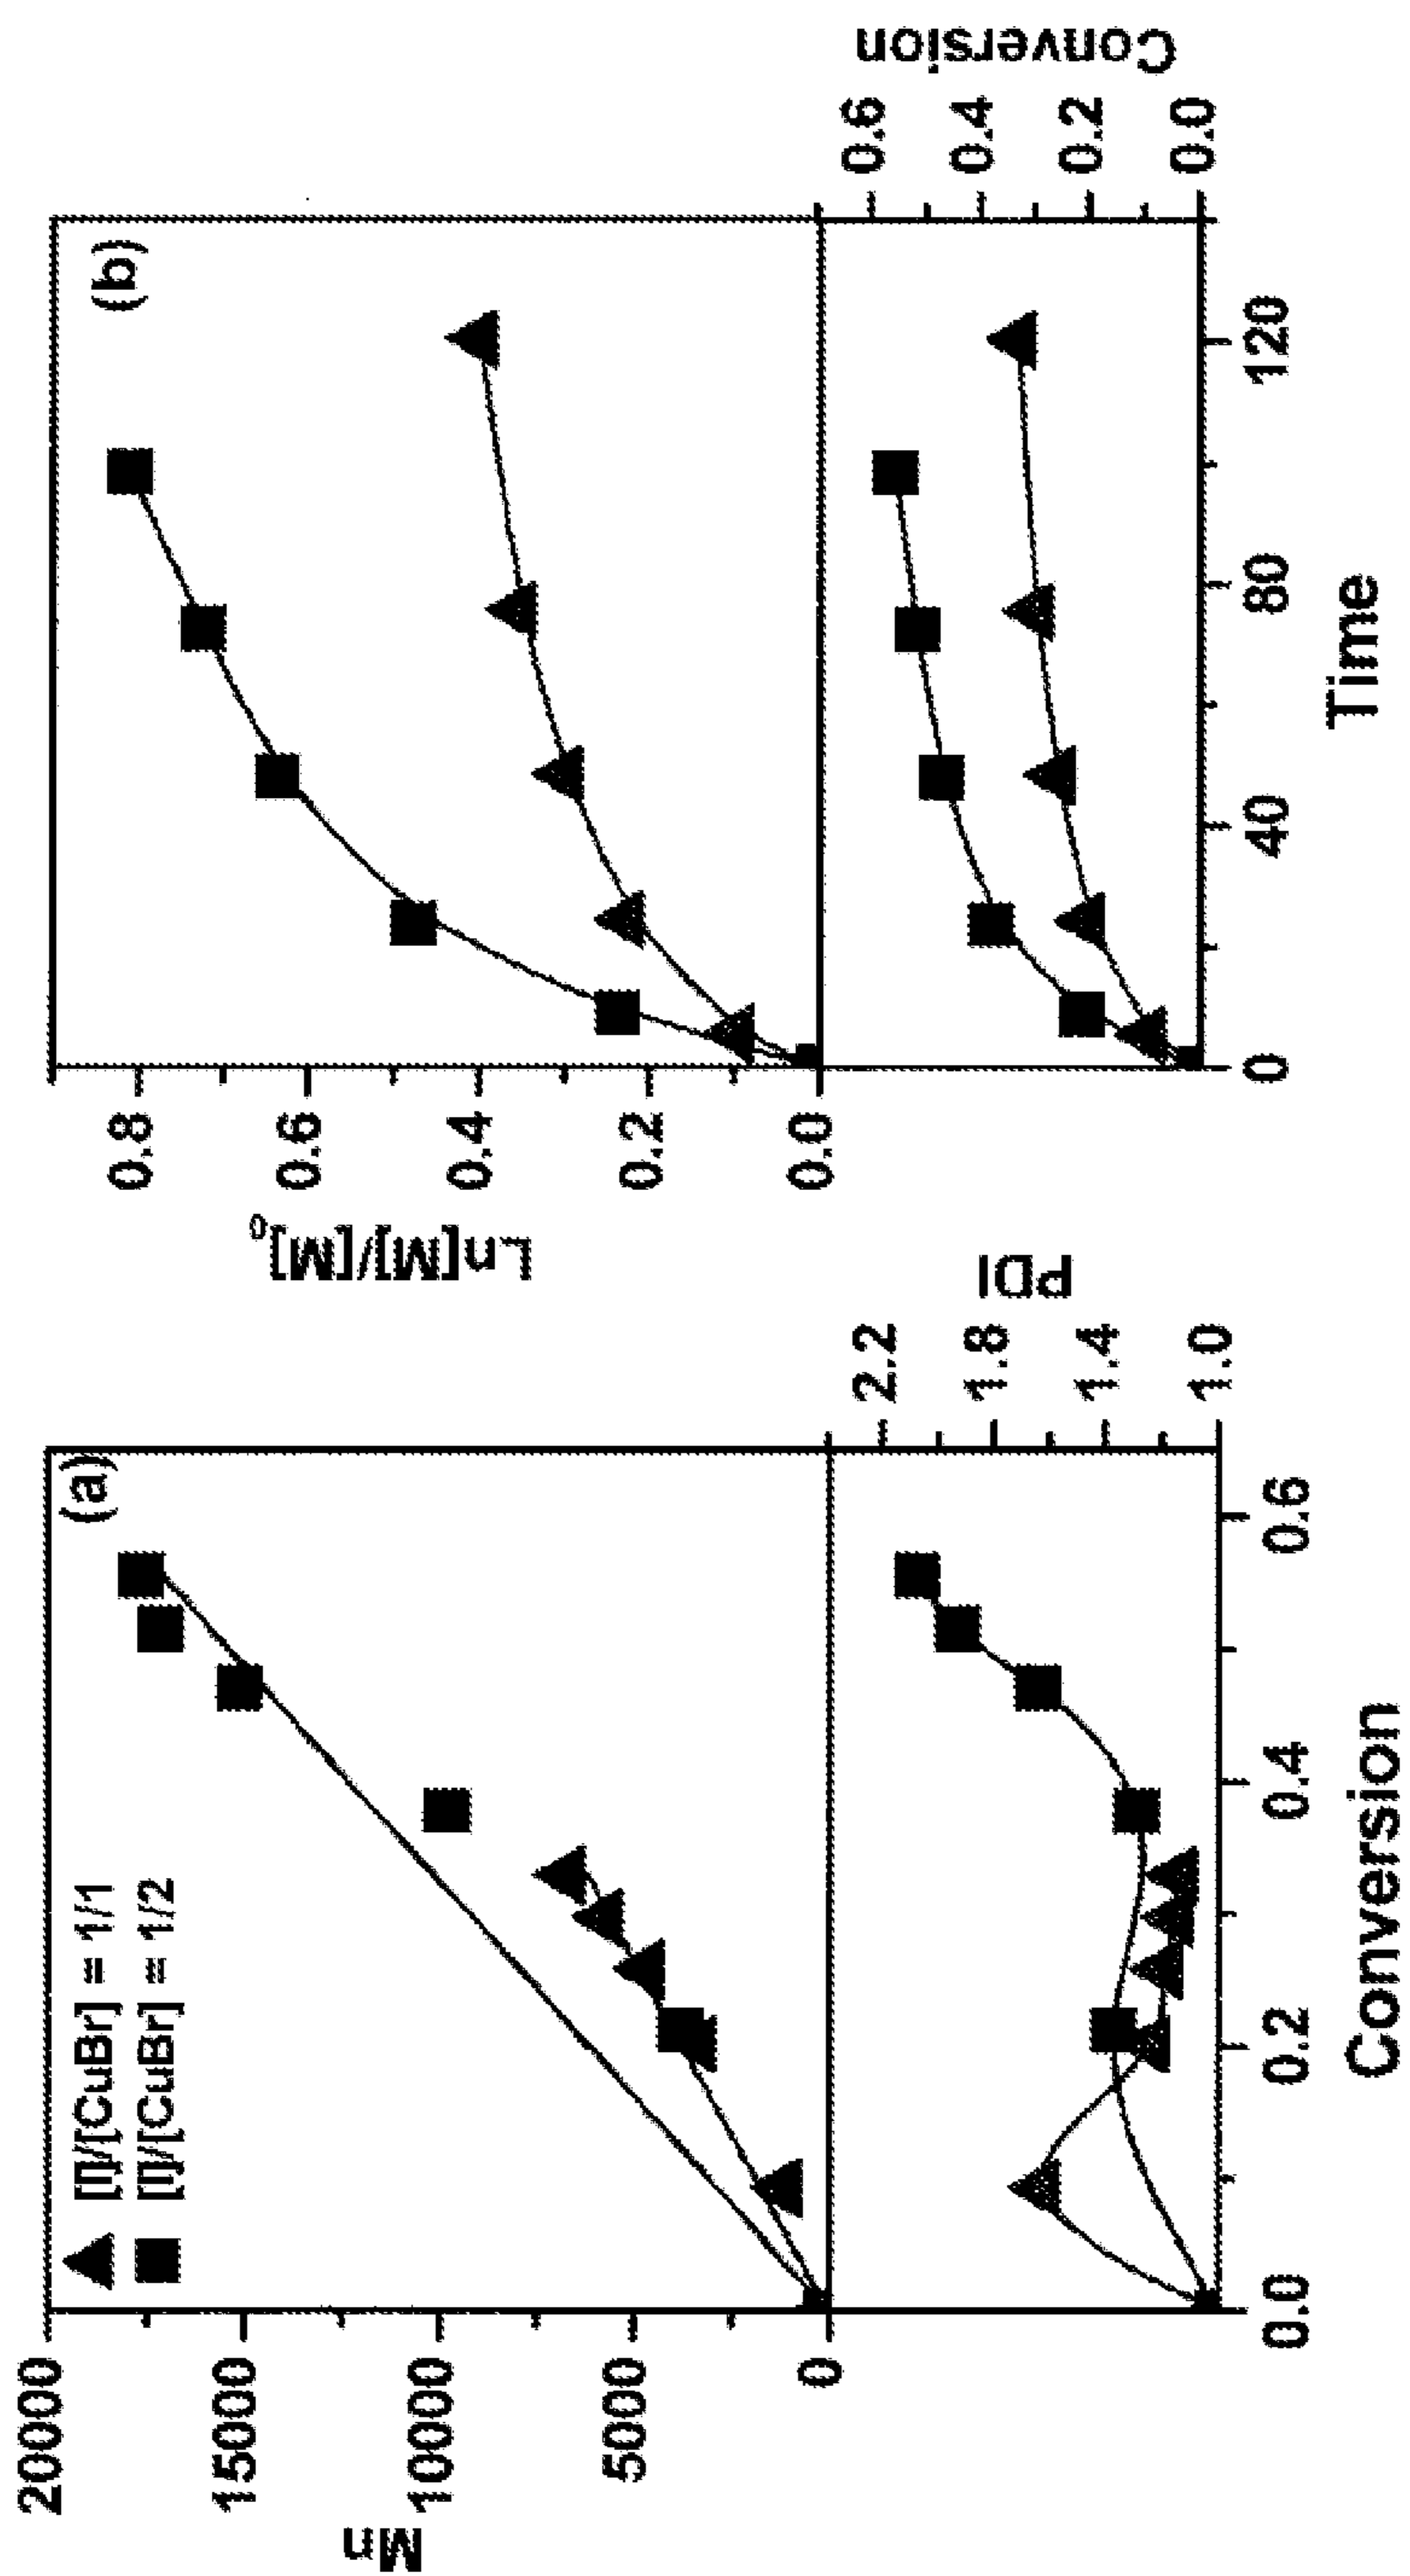 (a)
[I]/[CuBr] = 1/1
[I]/[CuBr] = 1/2
20000
15000
10000
5000
0
Mn
2.2
1.8
1.4
1.0
PDI
0.0
0.2
0.4
0.6
Conversion
(b)
0.8
0.6
0.4
0.2
0.0
Ln[M]/[M]₀
0.6
0.4
0.2
0.0
Conversion
0
40
80
120
Time